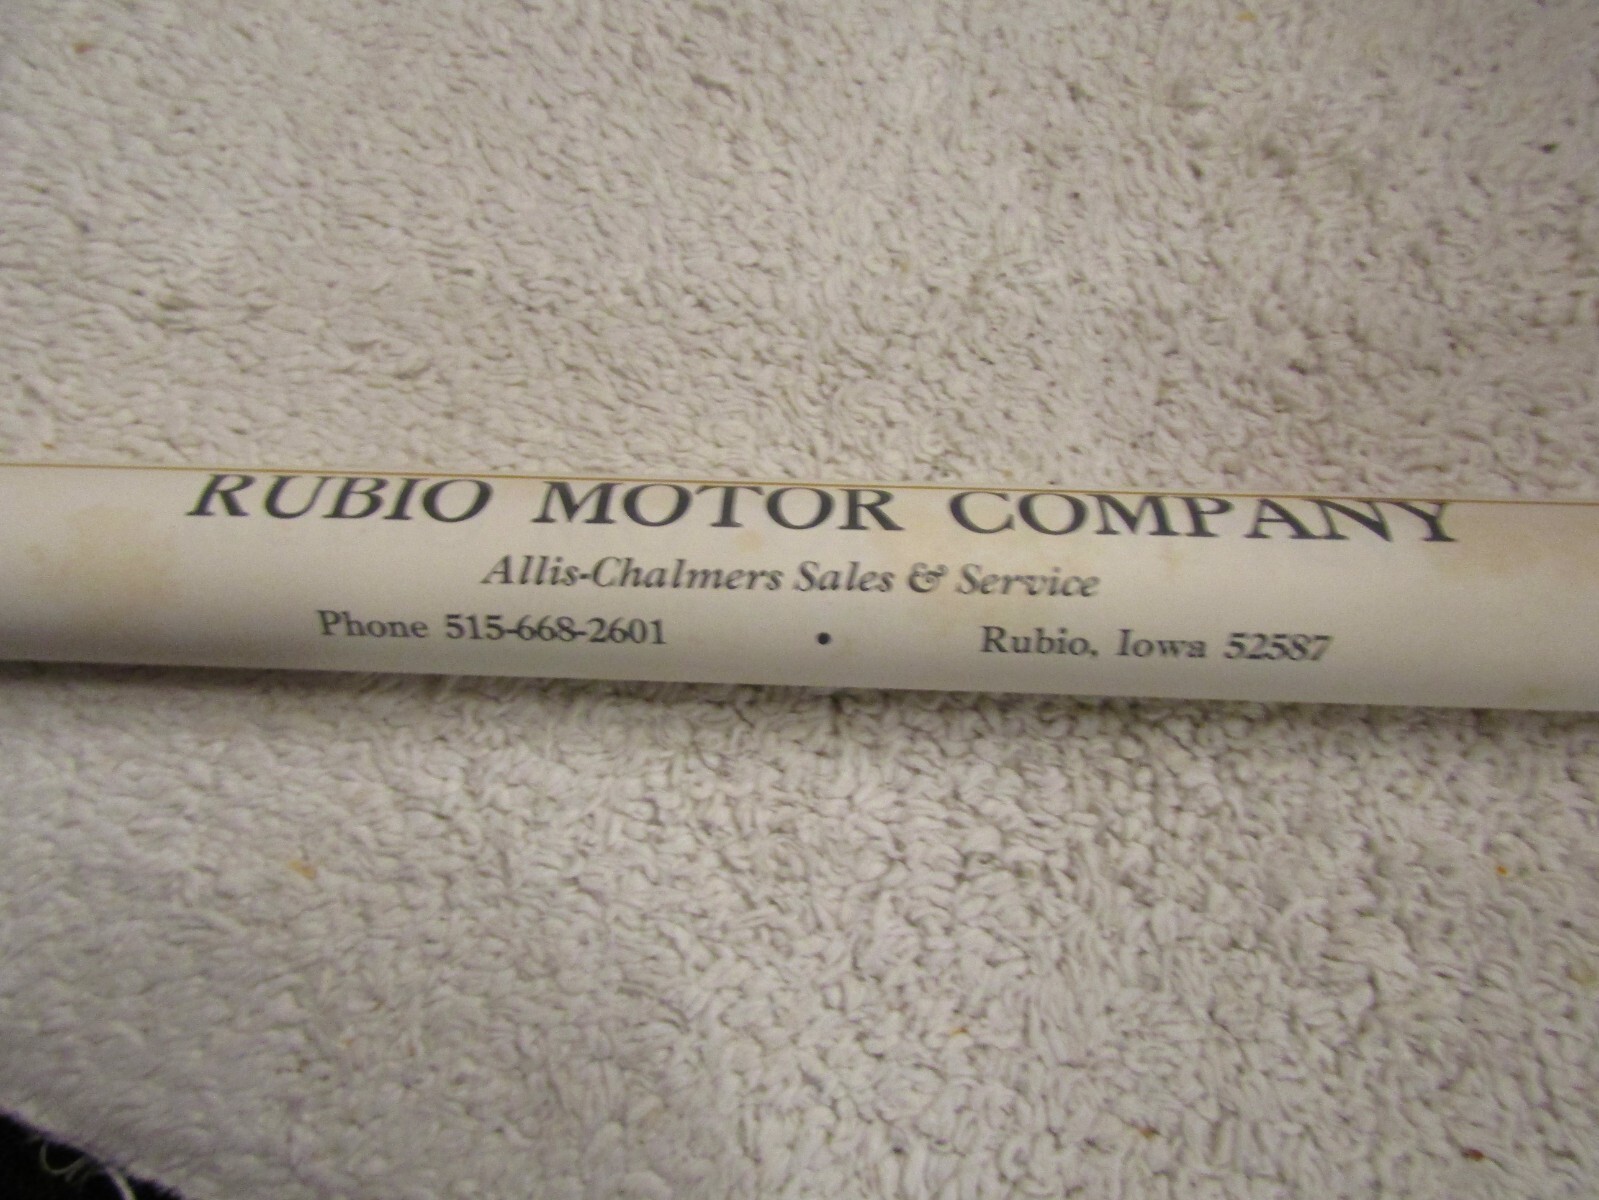 RUBIO MOTOR COMPANY
Allis-Chalmers Sales & Service
Phone 515-668-2601 • Rubio, Iowa 52587